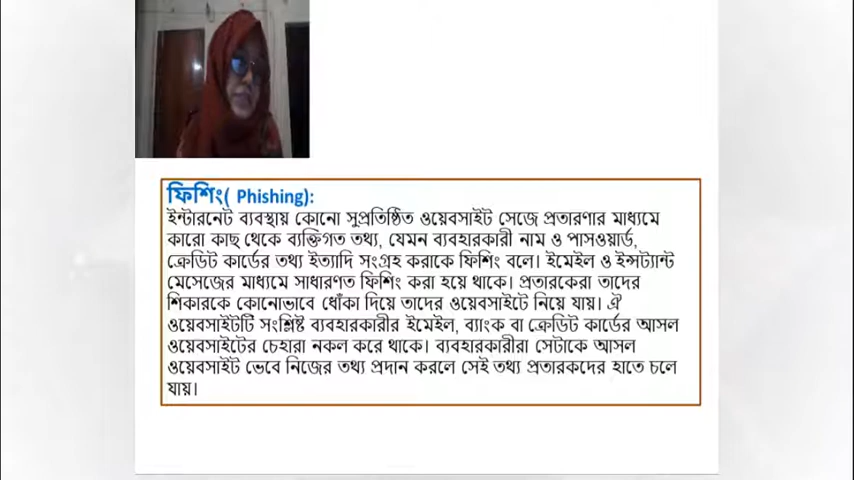 ফিশিং( Phishing):
ইন্টারনেট ব্যবস্থায় কোনো সুপ্রতিষ্ঠিত ওয়েবসাইট সেজে প্রতারণার মাধ্যমে
কারো কাছ থেকে ব্যক্তিগত তথ্য, যেমন ব্যবহারকারী নাম ও পাসওয়ার্ড,
ক্রেডিট কার্ডের তথ্য ইত্যাদি সংগ্রহ করাকে ফিশিং বলে। ইমেইল ও ইন্সট্যান্ট
মেসেজের মাধ্যমে সাধারণত ফিশিং করা হয়ে থাকে। প্রতারকেরা তাদের
শিকারকে কোনোভাবে ধোঁকা দিয়ে তাদের ওয়েবসাইটে নিয়ে যায়। ঐ
ওয়েবসাইটটি সংশ্লিষ্ট ব্যবহারকারীর ইমেইল, ব্যাংক বা ক্রেডিট কার্ডের আসল
ওয়েবসাইটের চেহারা নকল করে থাকে। ব্যবহারকারীরা সেটাকে আসল
ওয়েবসাইট ভেবে নিজের তথ্য প্রদান করলে সেই তথ্য প্রতারকদের হাতে চলে
যায়।